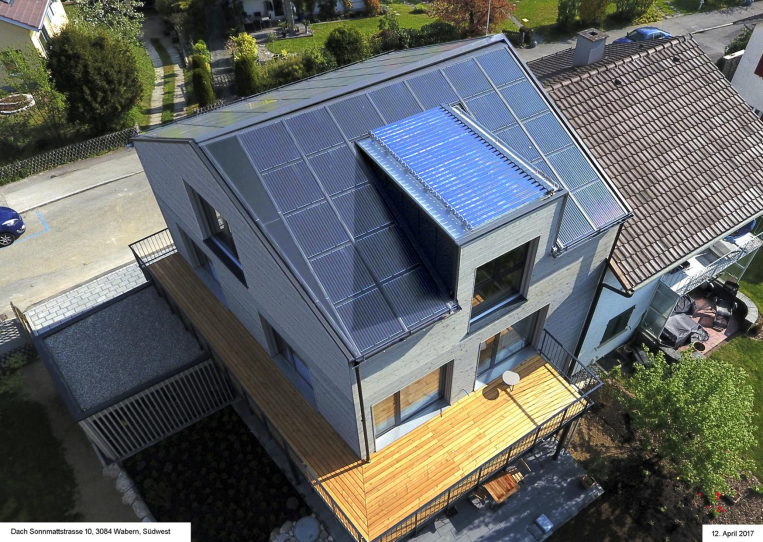 Dach Sonnmattstrasse 10, 3084 Wabern, Südwest
12. April 2017